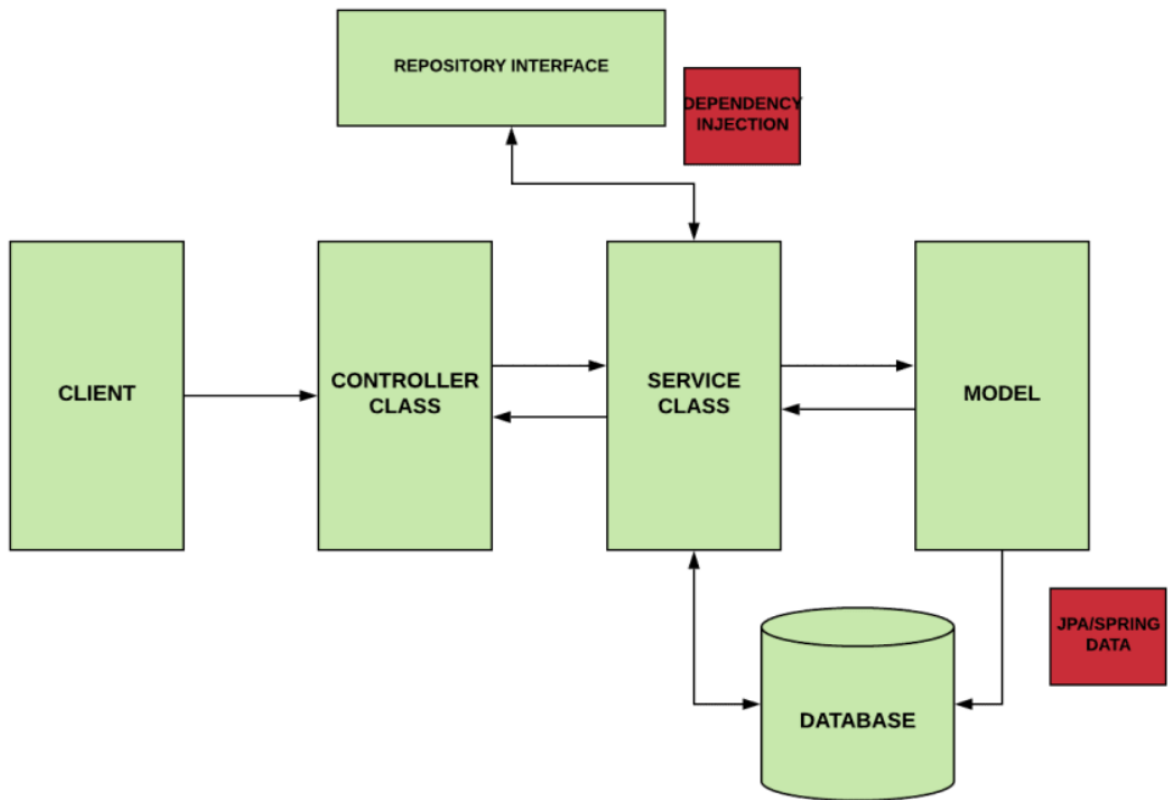 REPOSITORY INTERFACE
DEPENDENCY
INJECTION
CLIENT
CONTROLLER
CLASS
SERVICE
CLASS
MODEL
JPA/SPRING
DATA
DATABASE